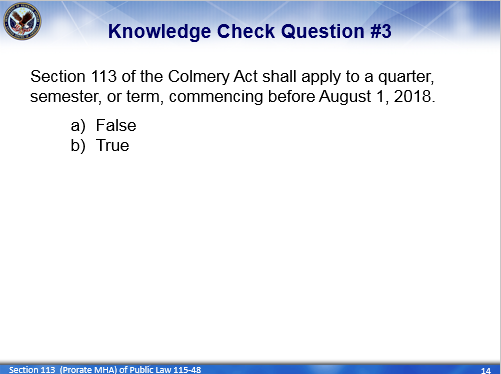 Knowledge Check Question #3
Section 113 of the Colmery Act shall apply to a quarter,
semester, or term, commencing before August 1, 2018.
a) False
b) True
Section 113 (Prorate MHA) of Public Law 115-48
14